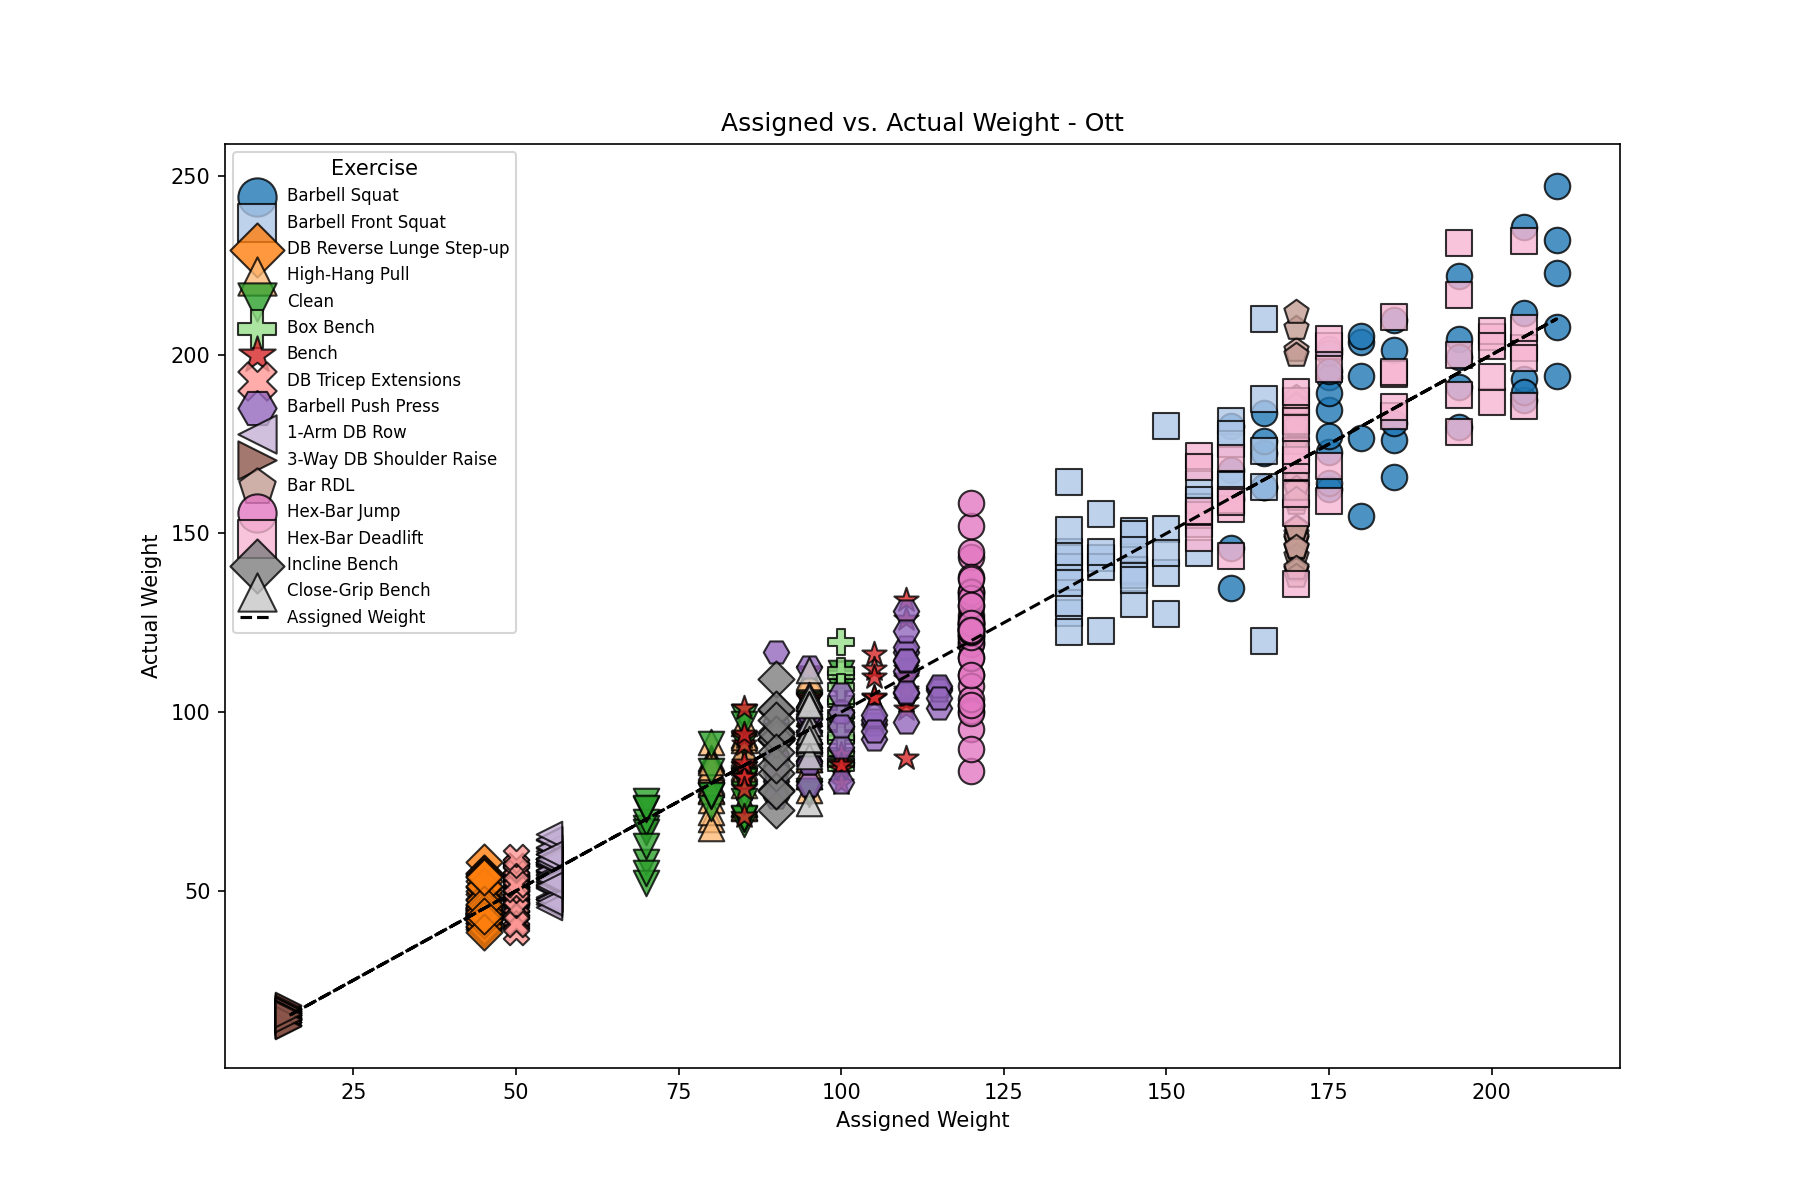 Assigned vs. Actual Weight - Ott
Exercise
Barbell Squat
Barbell Front Squat
DB Reverse Lunge Step-up
High-Hang Pull
Clean
Box Bench
Bench
DB Tricep Extensions
Barbell Push Press
1-Arm DB Row
3-Way DB Shoulder Raise
Bar RDL
Hex-Bar Jump
Hex-Bar Deadlift
Incline Bench
Close-Grip Bench
Assigned Weight
Actual Weight
250
200
150
100
50
25 50 75 100 125 150 175 200
Assigned Weight